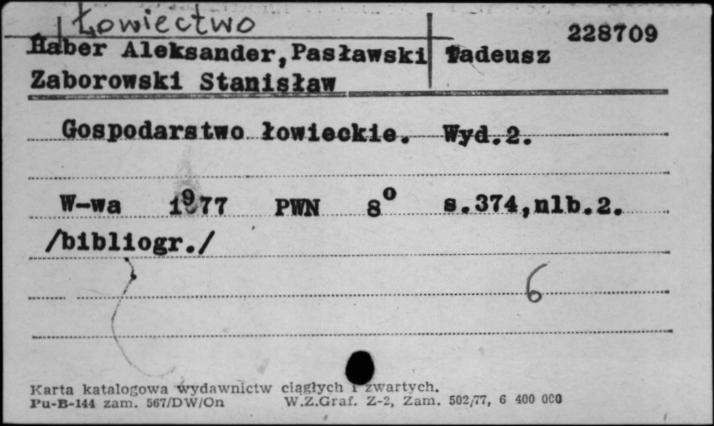 Łowiectwo
228709
Haber Aleksander,Pasławski Tadeusz
Zaborowski Stanisław
Gospodarstwo łowieckie. Wyd.2.
W-wa 1977 PWN 8° s.374,nlb.2.
/bibliogr./
6
Karta katalogowa wydawnictw ciągłych i zwartych.
Pu-B-144 zam. 567/DW/On W.Z.Graf. Z-2, Zam. 502/77, 6 400 000